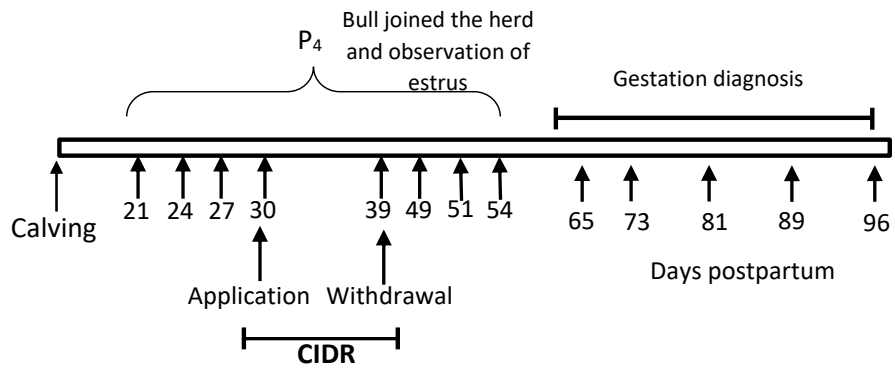 Bull joined the herd
and observation of
estrus
P4
Gestation diagnosis
21 24 27 30 39 49 51 54 65 73 81 89 96
Calving
Days postpartum
Application Withdrawal
CIDR